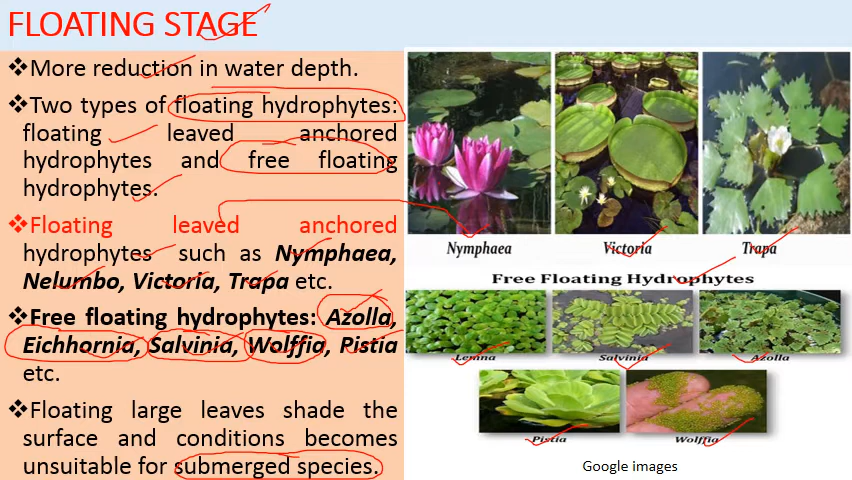 FLOATING STAGE
❖More reduction in water depth.
❖Two types of floating hydrophytes:
floating leaved anchored
hydrophytes and free floating
hydrophytes.
❖Floating leaved anchored
hydrophytes such as Nymphaea,
Nelumbo, Victoria, Trapa etc.
❖Free floating hydrophytes: Azolla,
Eichhornia, Salvinia, Wolffia, Pistia
etc.
❖Floating large leaves shade the
surface and conditions becomes
unsuitable for submerged species.
Nymphaea Victoria Trapa
Free Floating Hydrophytes
Lemna Salvinia Azolla
Pistia Wolffia
Google images